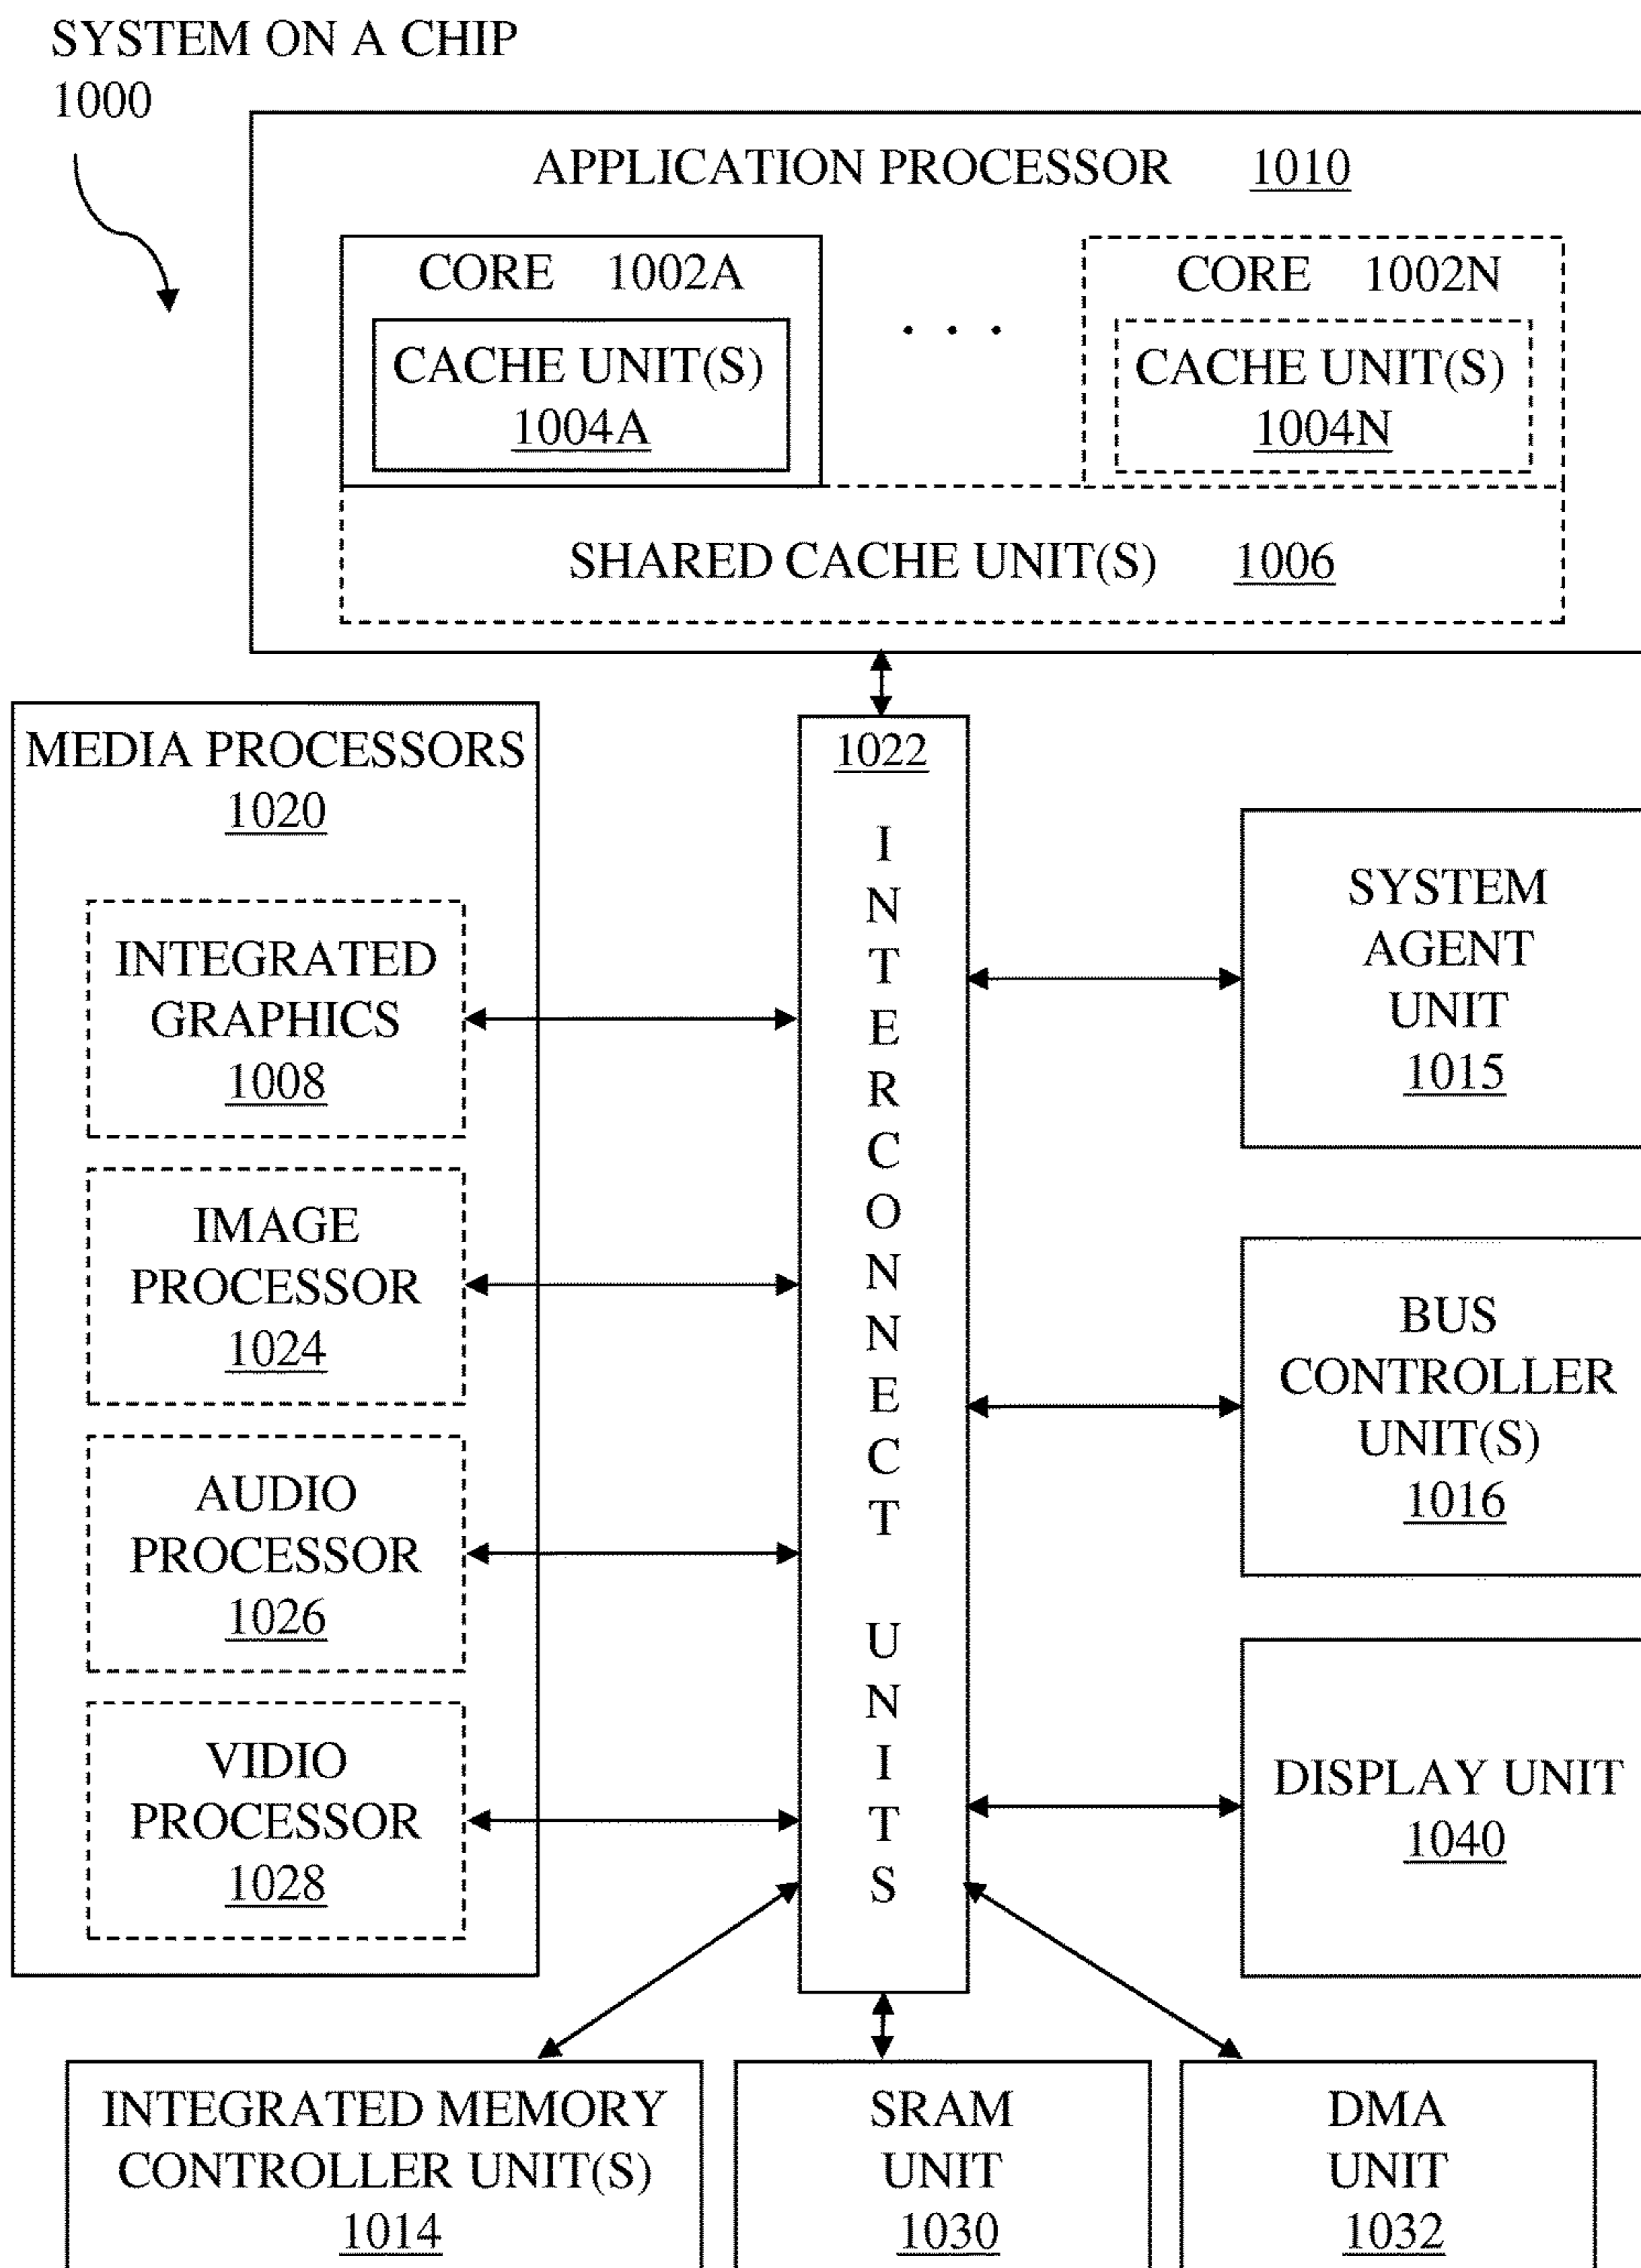 SYSTEM ON A CHIP
1000
APPLICATION PROCESSOR 1010
CORE 1002A
CACHE UNIT(S)
1004A
. . .
CORE 1002N
CACHE UNIT(S)
1004N
SHARED CACHE UNIT(S) 1006
MEDIA PROCESSORS
1020
INTEGRATED
GRAPHICS
1008
IMAGE
PROCESSOR
1024
AUDIO
PROCESSOR
1026
VIDIO
PROCESSOR
1028
1022
INTERCONNECT UNITS
SYSTEM
AGENT
UNIT
1015
BUS
CONTROLLER
UNIT(S)
1016
DISPLAY UNIT
1040
INTEGRATED MEMORY
CONTROLLER UNIT(S)
1014
SRAM
UNIT
1030
DMA
UNIT
1032